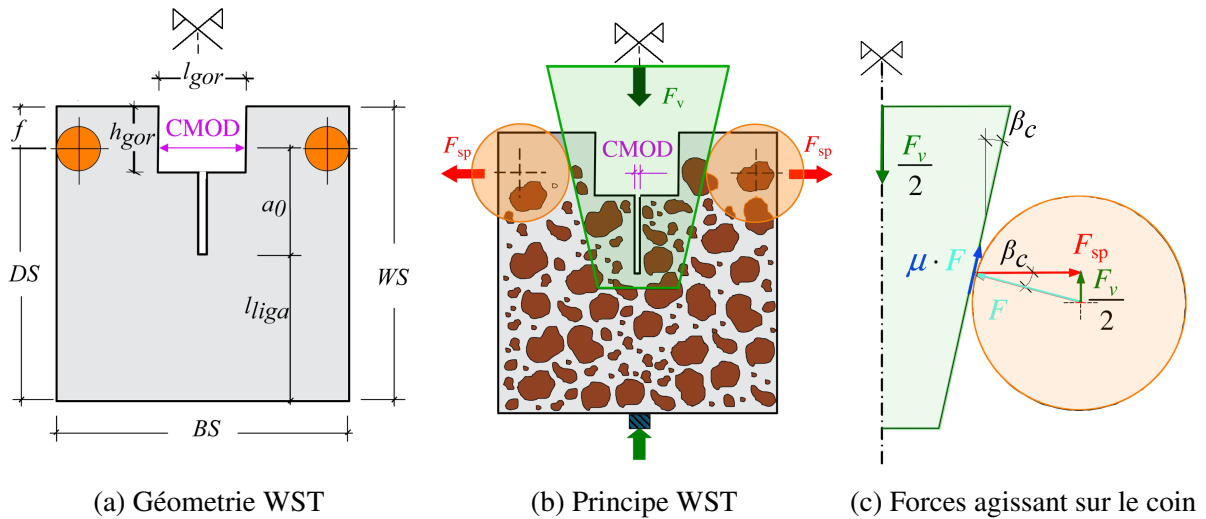 l_gor
f
h_gor
CMOD
a_0
DS
WS
l_liga
BS
(a) Géometrie WST
F_v
F_sp
CMOD
F_sp
(b) Principe WST
β_c
F_v
2
μ · F
β_c
F_sp
F
F_v
2
(c) Forces agissant sur le coin